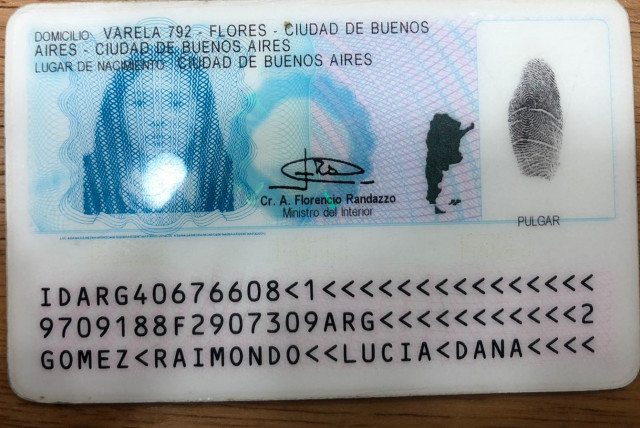 DOMICILIO: VARELA 792 - FLORES - CIUDAD DE BUENOS
AIRES - CIUDAD DE BUENOS AIRES
LUGAR DE NACIMIENTO: CIUDAD DE BUENOS AIRES
Cr. A. Florencio Randazzo
Ministro del Interior
PULGAR
IDARG40676608<1<<<<<<<<<<<<<<<
9709188F2907309ARG<<<<<<<<<<<2
GOMEZ<RAIMONDO<<LUCIA<DANA<<<<